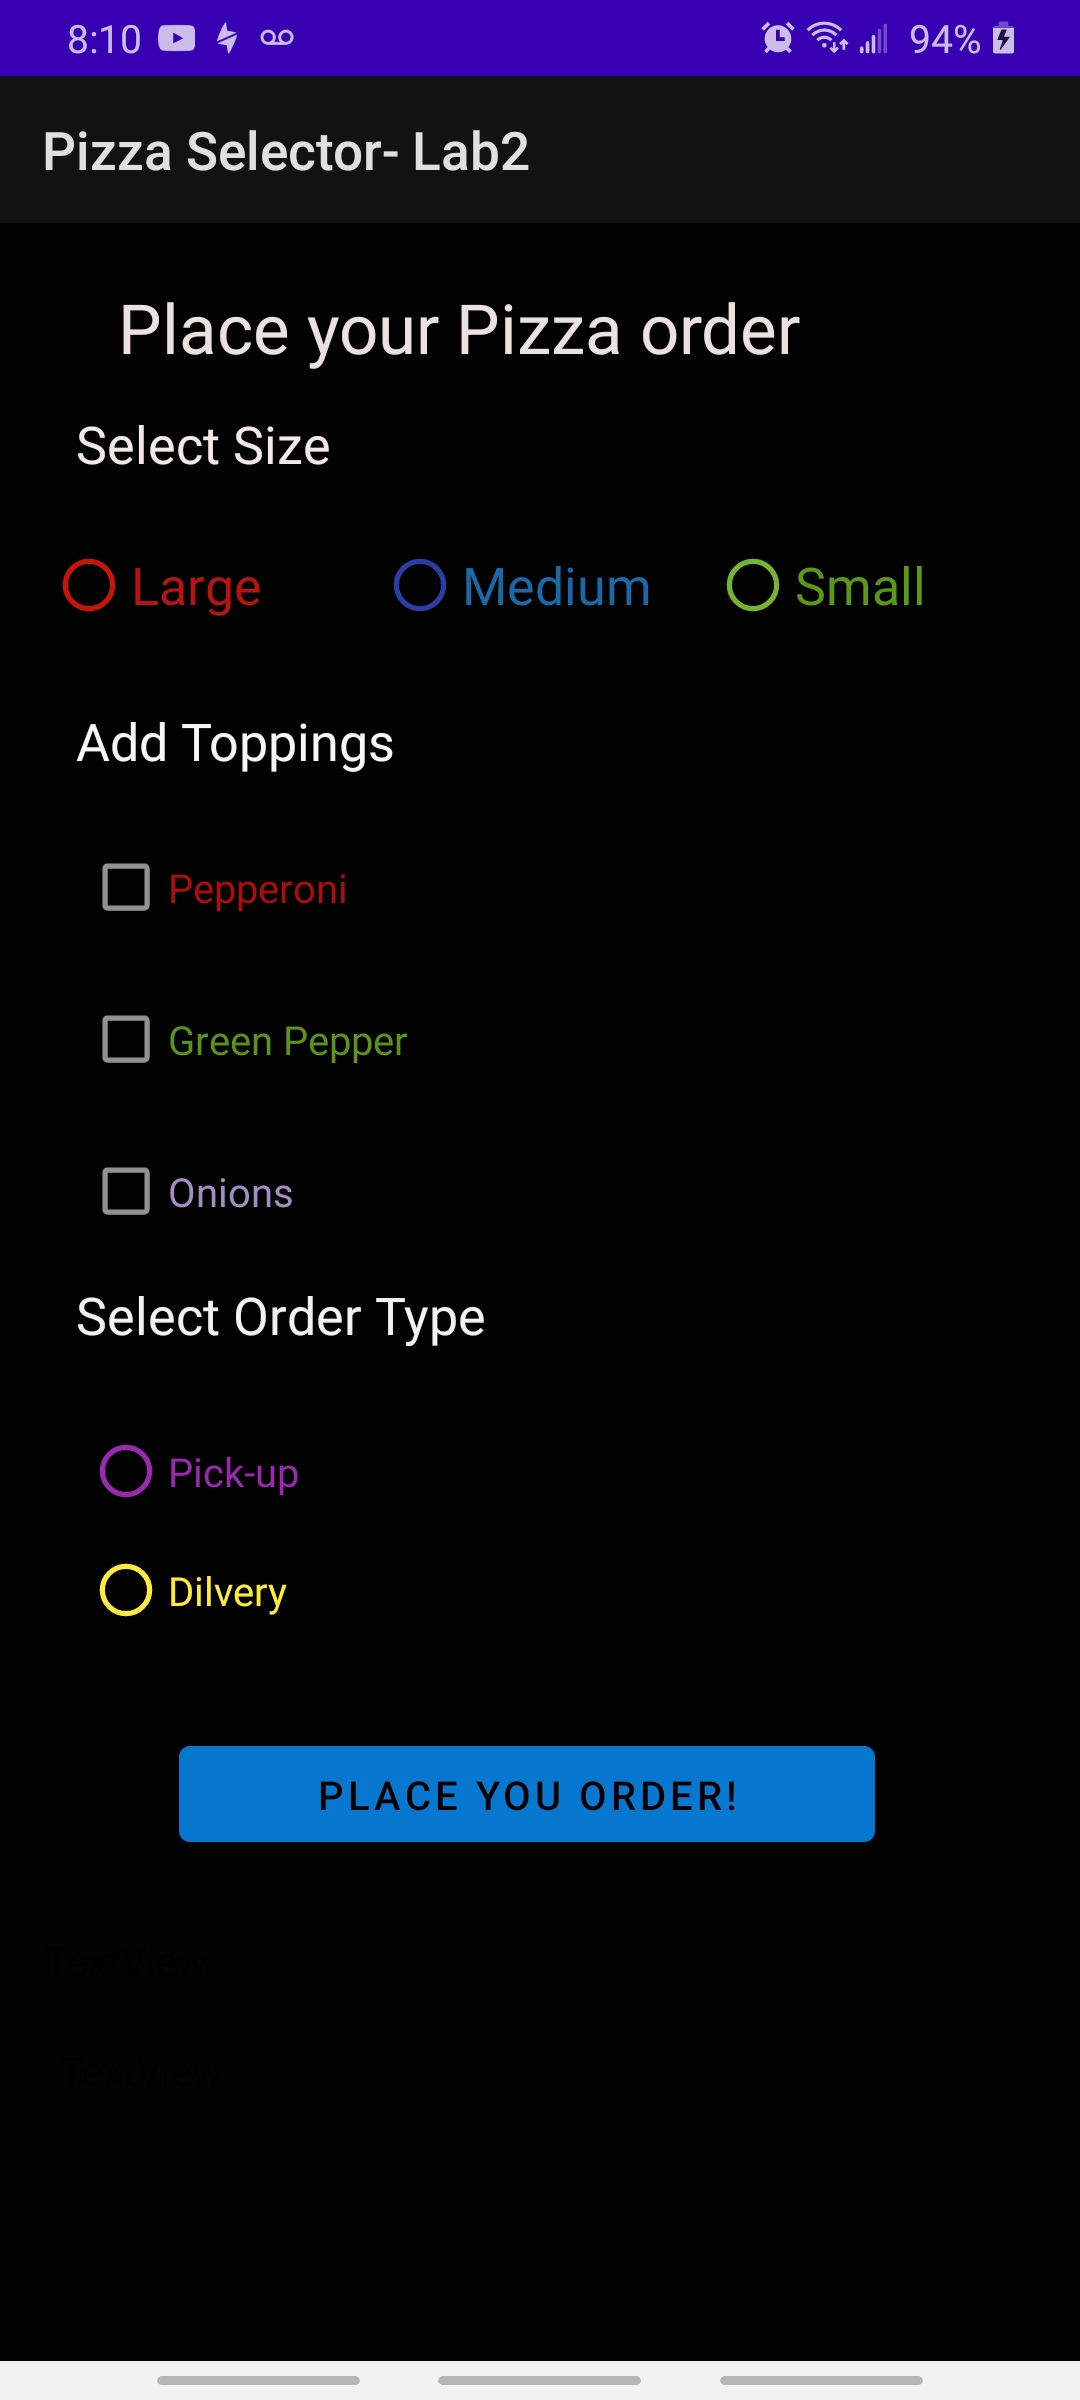 8:10 94%
Pizza Selector- Lab2
Place your Pizza order
Select Size
Large Medium Small
Add Toppings
Pepperoni
Green Pepper
Onions
Select Order Type
Pick-up
Dilvery
PLACE YOU ORDER!
TextView
TextView